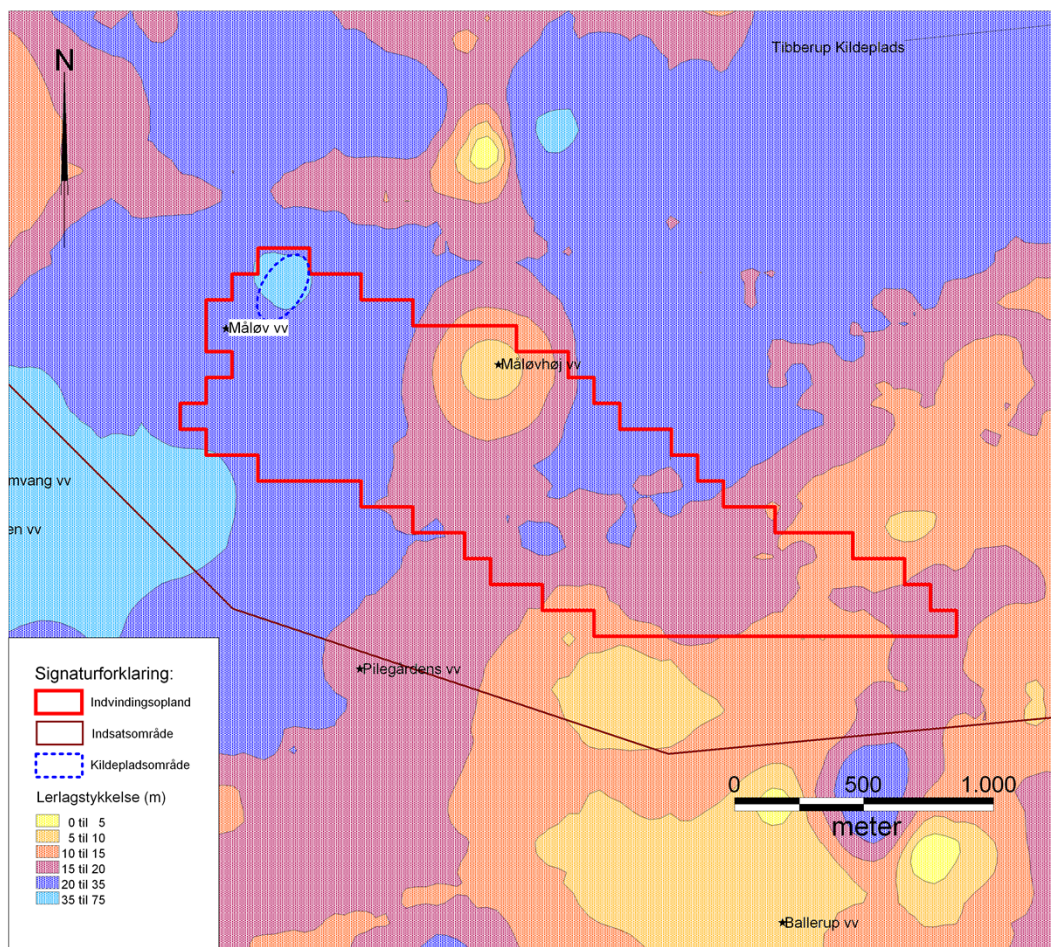 Tibberup Kildeplads
N
Måløv vv
Måløvhøj vv
mvang vv
en vv
Pilegårdens vv
Signaturforklaring:
Indvindingsopland
Indsatsområde
Kildepladsområde
Lerlagstykkelse (m)
0 til 5
5 til 10
10 til 15
15 til 20
20 til 35
35 til 75
0 500 1.000
meter
Ballerup vv